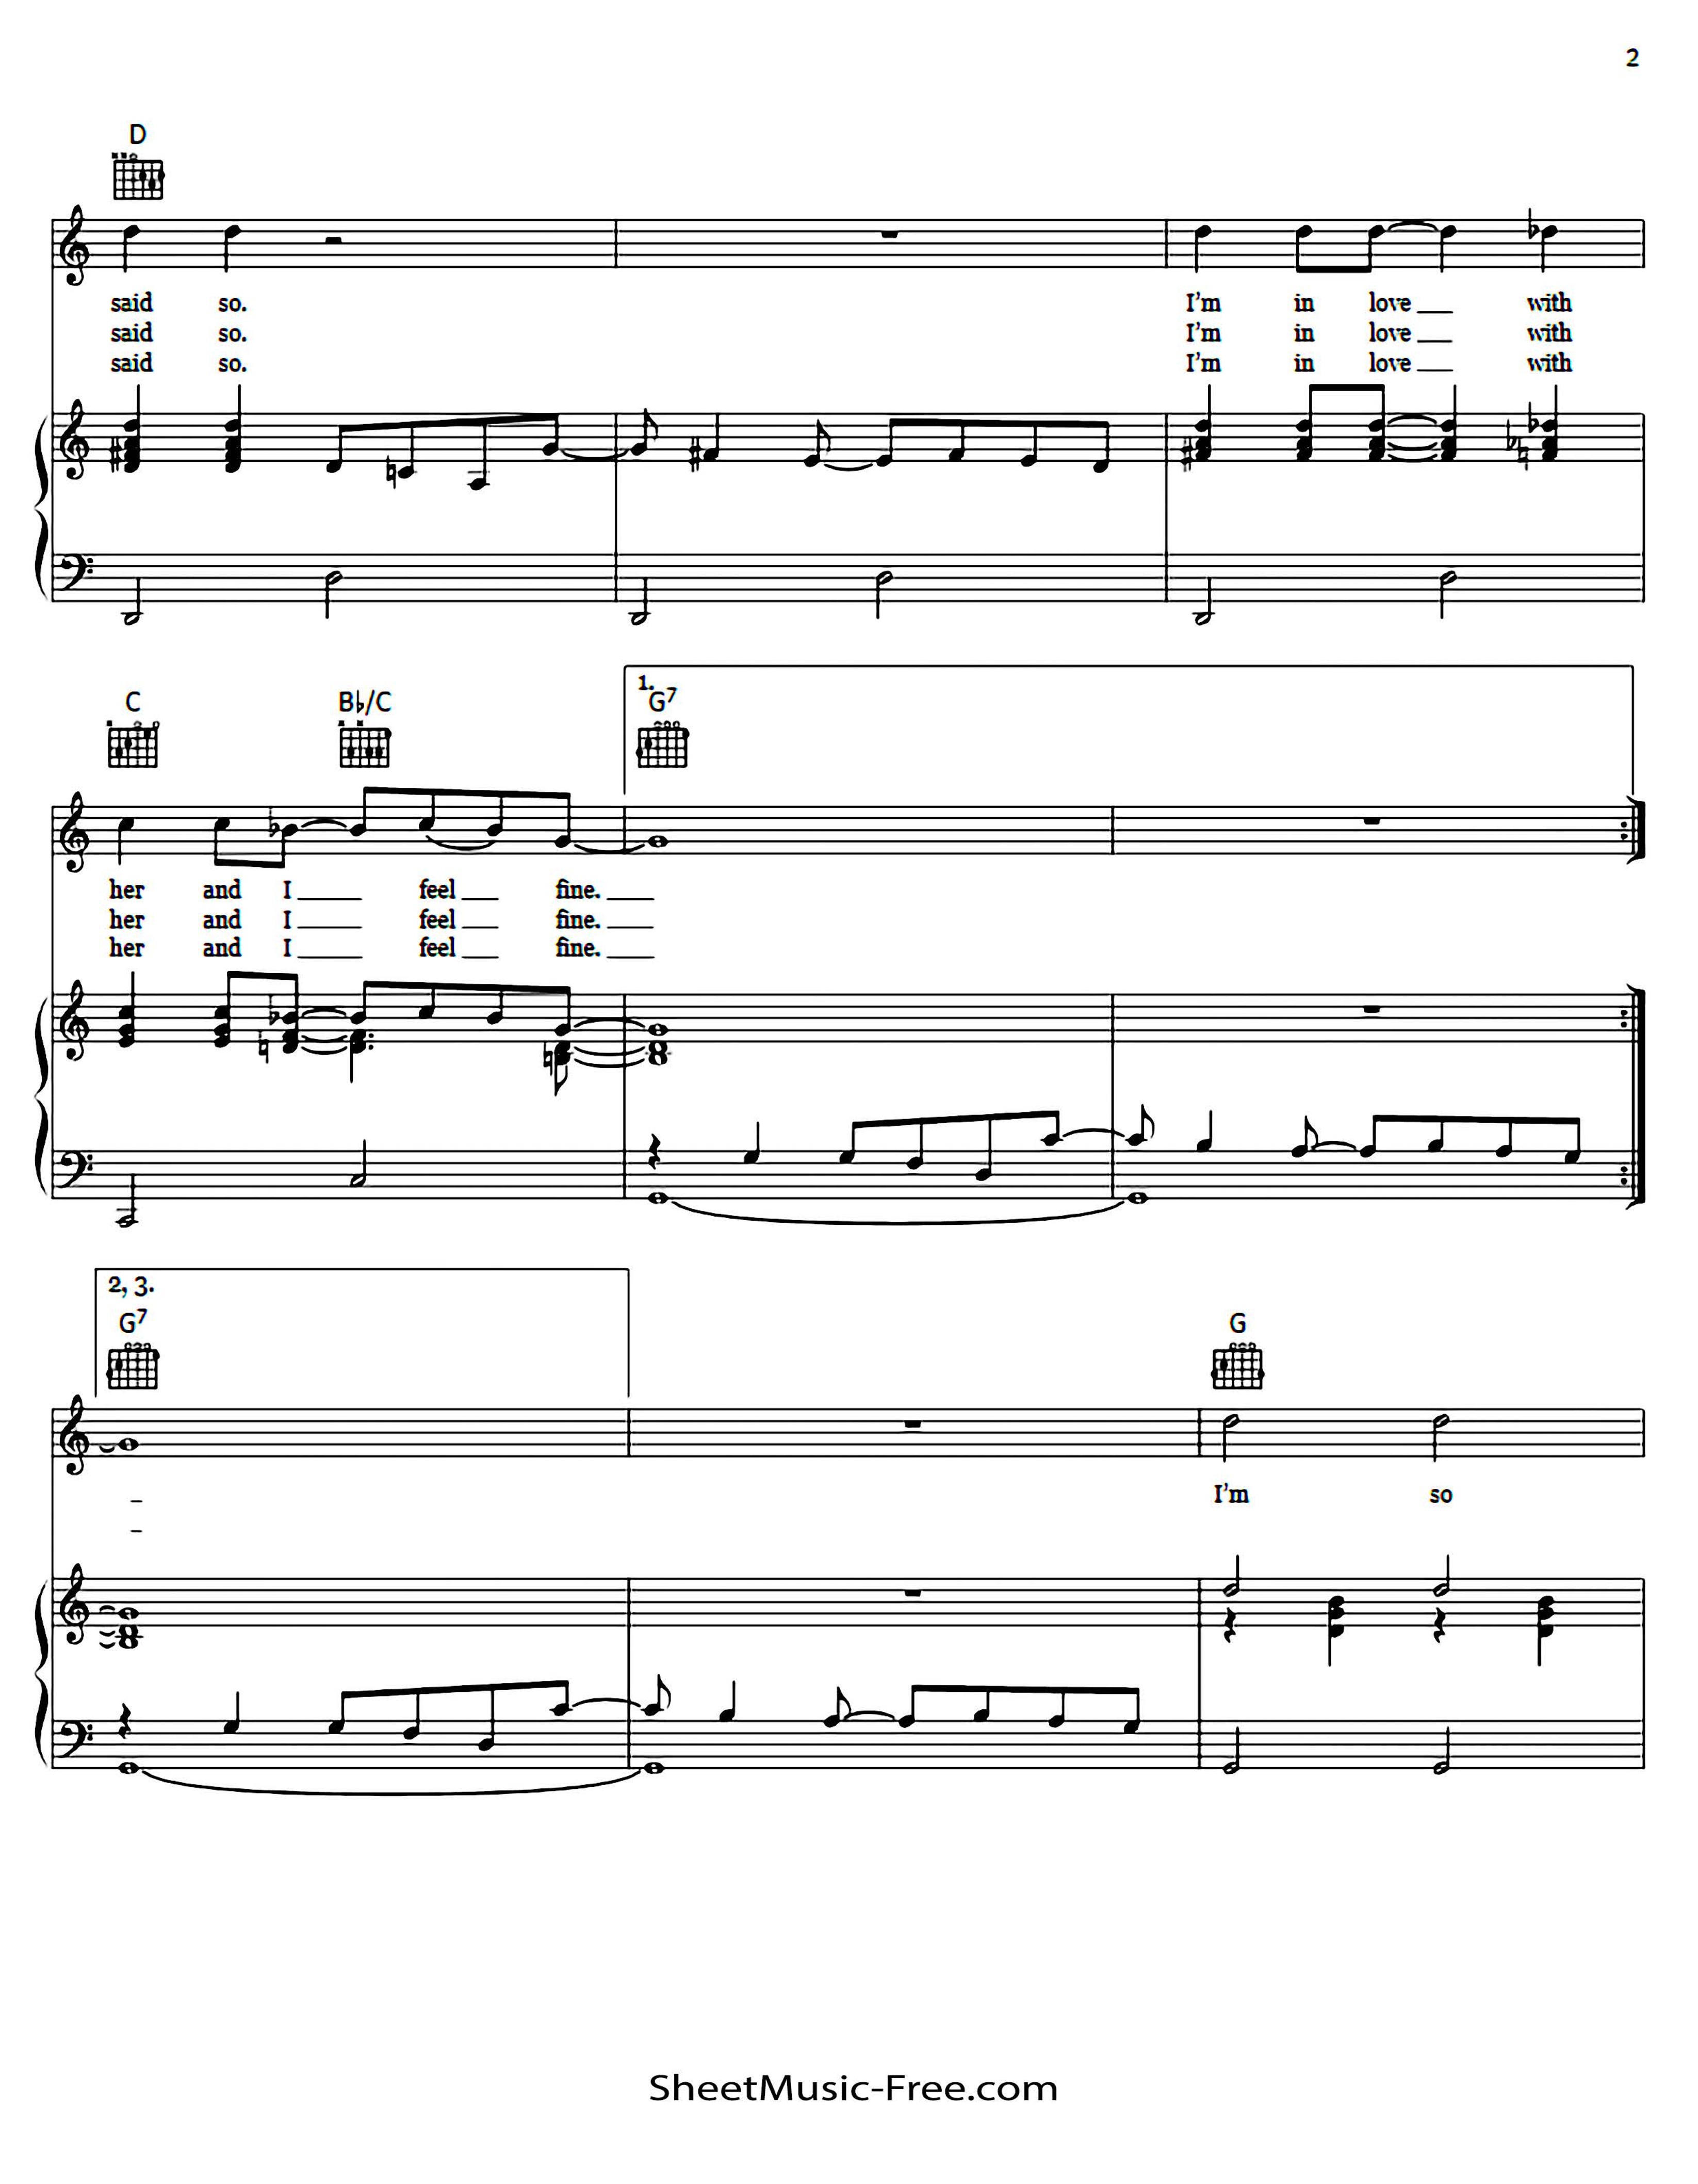 2
D
said so. I'm in love with
said so. I'm in love with
said so. I'm in love with
C B♭/C 1. G7
her and I feel fine.
her and I feel fine.
her and I feel fine.
2, 3.
G7 G
I'm so
SheetMusic-Free.com